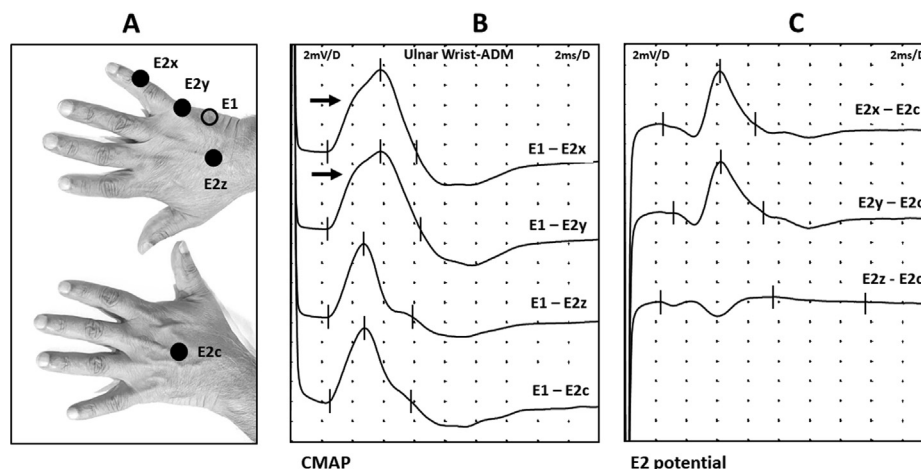 A
E2x
E2y
E1
E2z
E2c
B
2mV/D
Ulnar Wrist-ADM
2ms/D
E1 – E2x
E1 – E2y
E1 – E2z
E1 – E2c
CMAP
C
2mV/D
2ms/D
E2x – E2c
E2y – E2c
E2z - E2c
E2 potential